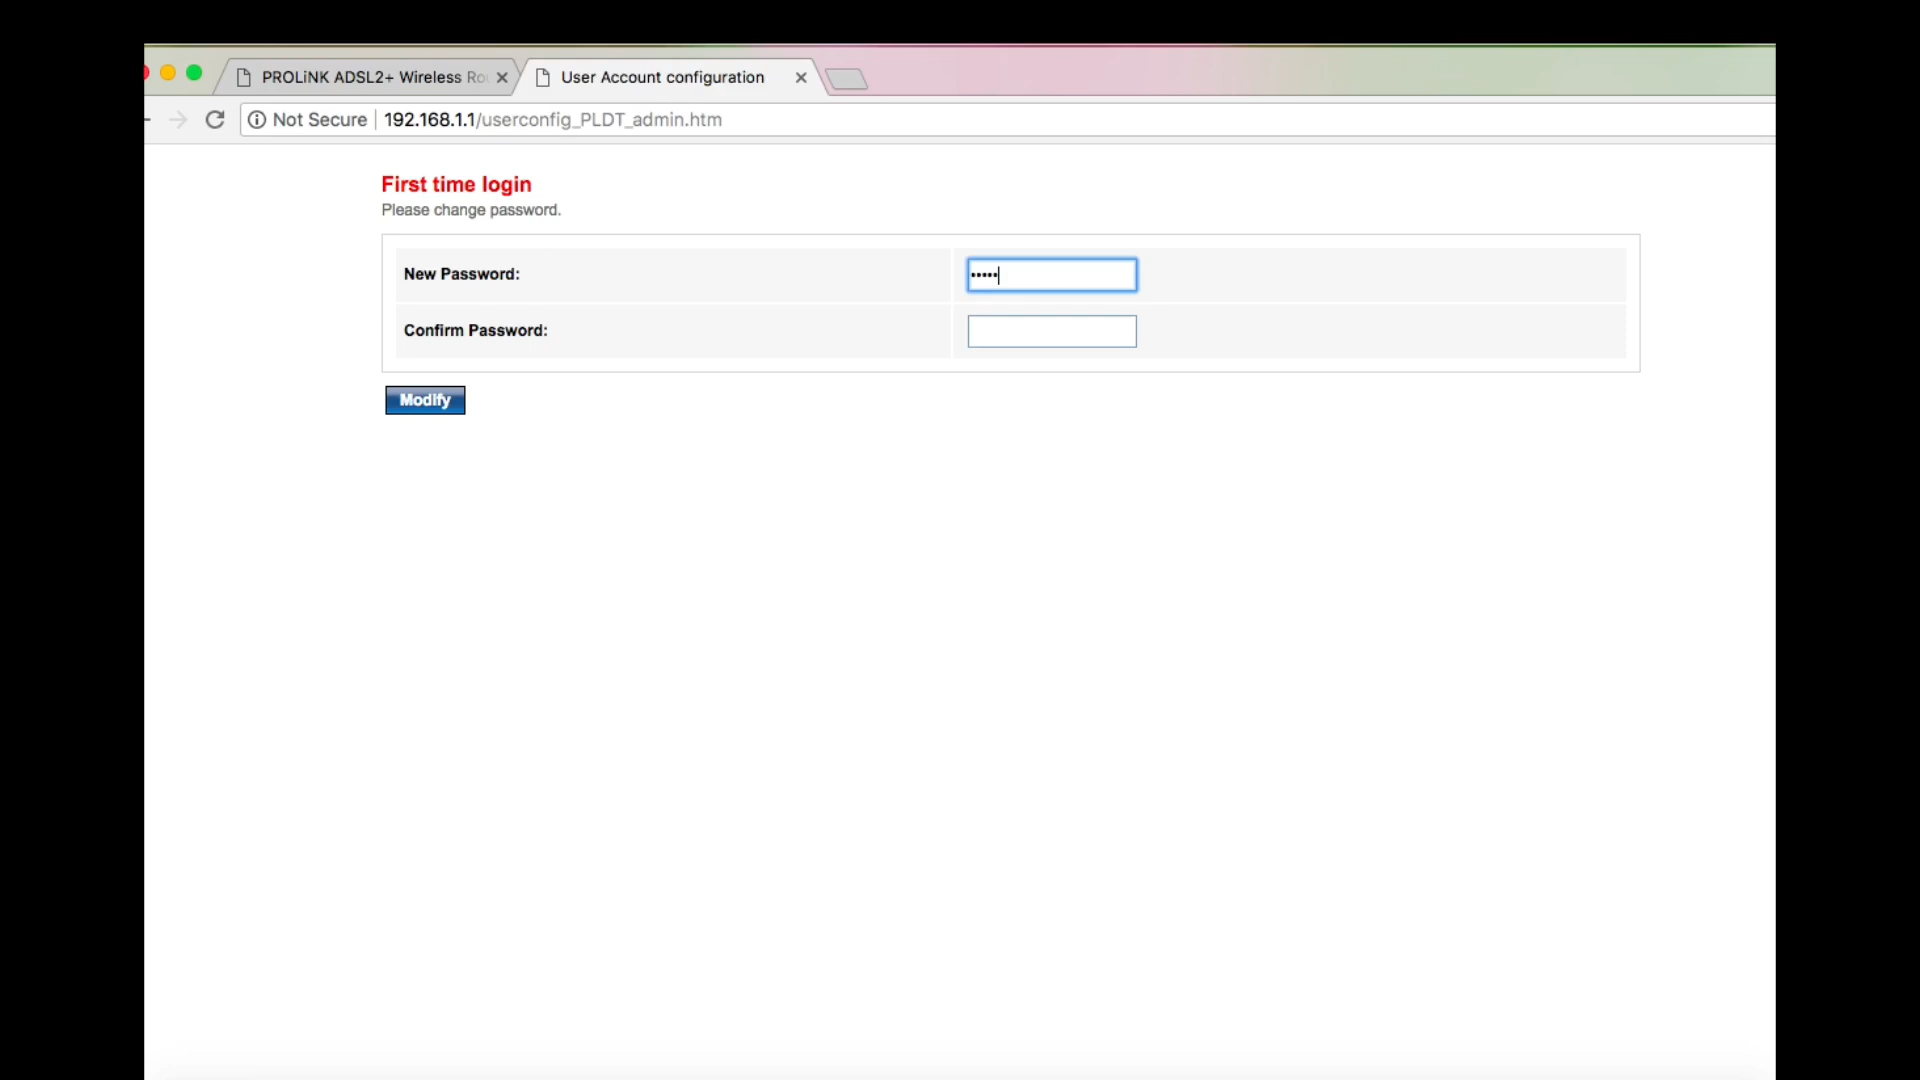 PROLiNK ADSL2+ Wireless
User Account configuration
Not Secure
192.168.1.1/userconfig_PLDT_admin.htm
First time login
Please change password.
New Password:
•••••
Confirm Password:
Modify